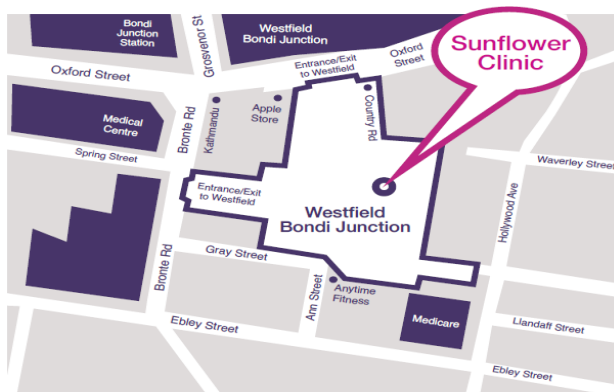 Bondi
Junction
Station
Grosvenor St
Westfield
Bondi Junction
Sunflower
Clinic
Oxford Street
Entrance/Exit
to Westfield
Oxford
Street
Medical
Centre
Bronte Rd
Kathmandu
Apple
Store
Country Rd
Spring Street
Waverley Street
Entrance/Exit
to Westfield
Westfield
Bondi Junction
Hollywood Ave
Gray Street
Bronte Rd
Ann Street
Anytime
Fitness
Medicare
Ebley Street
Llandaff Street
Ebley Street